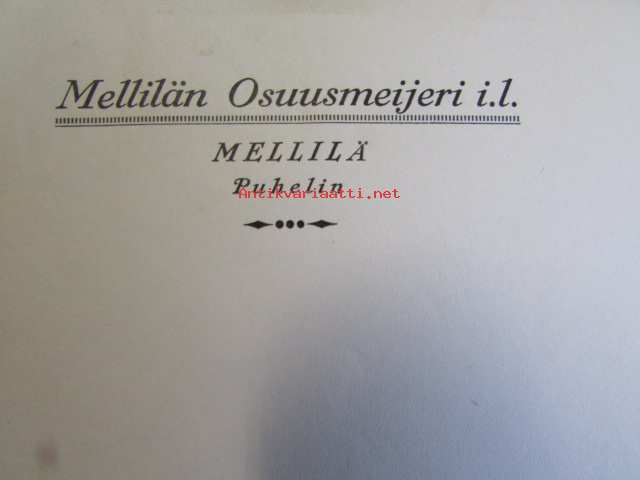 Mellilän Osuusmeijeri i.l.
MELLILÄ
Puhelin
Antikvariaatti.net